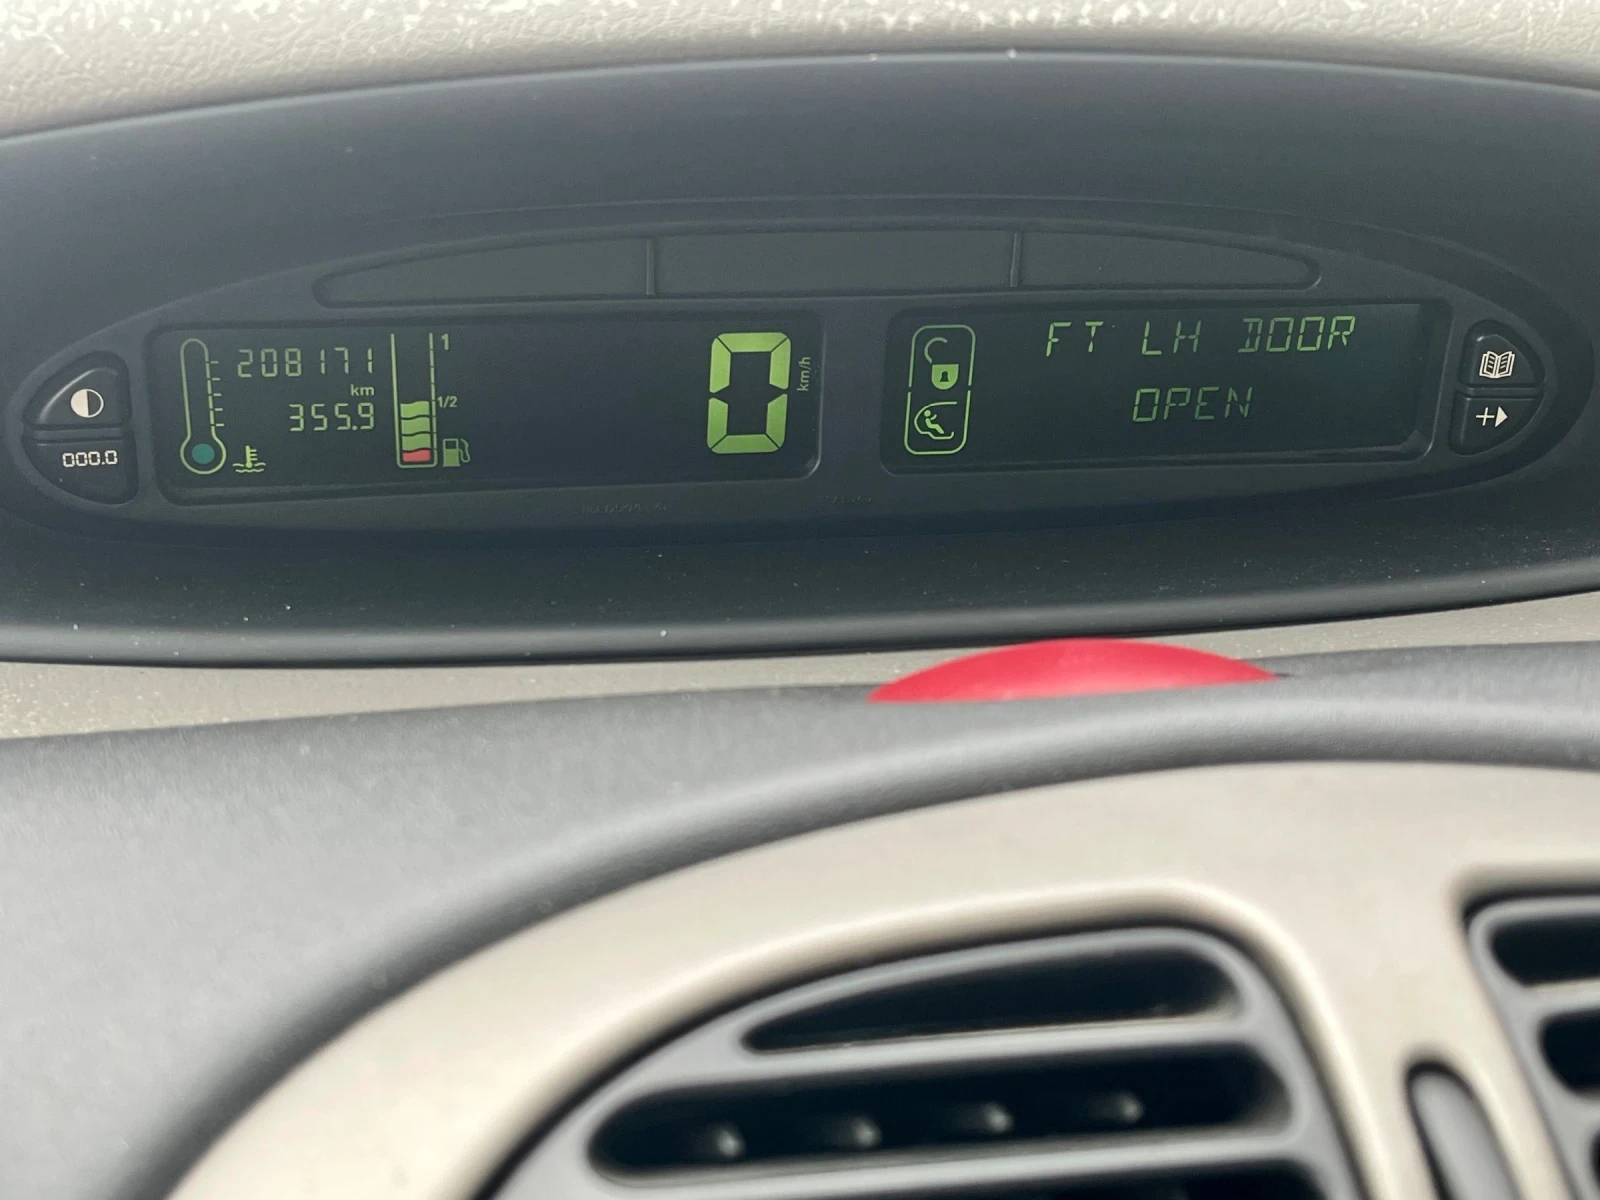 208171
km
355.9
1
1/2
0
km/h
FT LH DOOR
OPEN
000.0